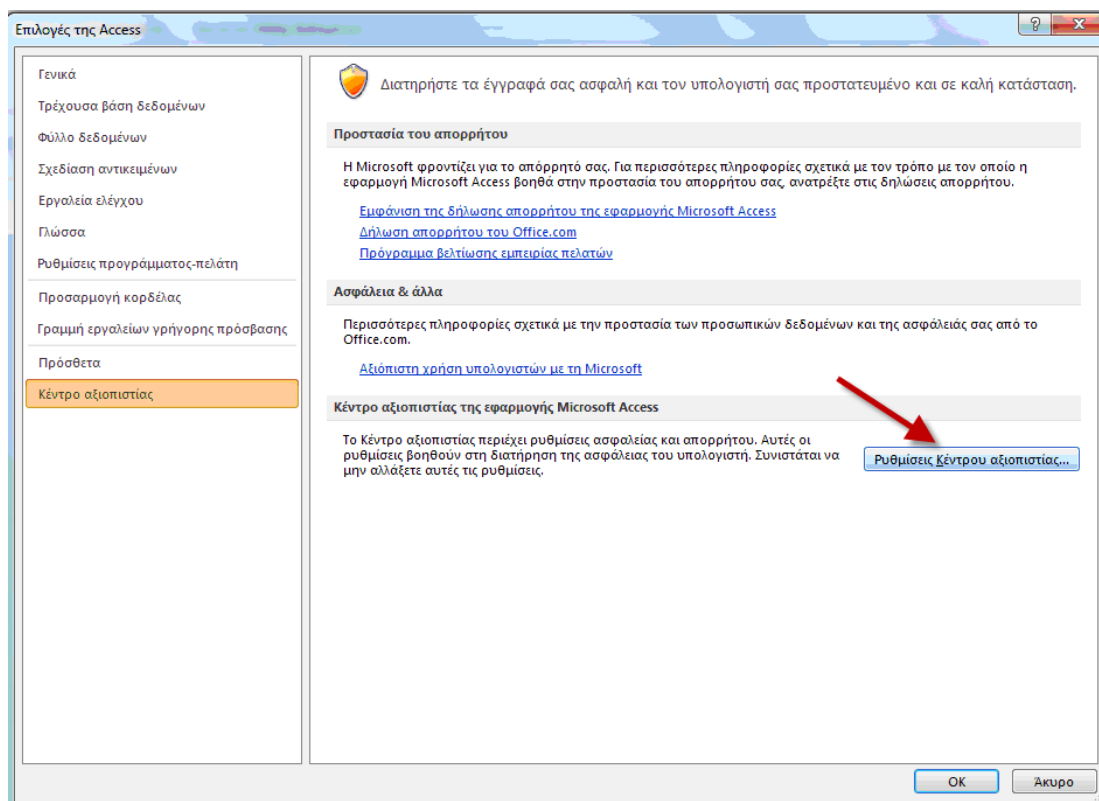 Επιλογές της Access
Γενικά
Τρέχουσα βάση δεδομένων
Φύλλο δεδομένων
Σχεδίαση αντικειμένων
Εργαλεία ελέγχου
Γλώσσα
Ρυθμίσεις προγράμματος-πελάτη
Προσαρμογή κορδέλας
Γραμμή εργαλείων γρήγορης πρόσβασης
Πρόσθετα
Κέντρο αξιοπιστίας
Διατηρήστε τα έγγραφά σας ασφαλή και τον υπολογιστή σας προστατευμένο και σε καλή κατάσταση.
Προστασία του απορρήτου
Η Microsoft φροντίζει για το απόρρητό σας. Για περισσότερες πληροφορίες σχετικά με τον τρόπο με τον οποίο η
εφαρμογή Microsoft Access βοηθά στην προστασία του απορρήτου σας, ανατρέξτε στις δηλώσεις απορρήτου.
Εμφάνιση της δήλωσης απορρήτου της εφαρμογής Microsoft Access
Δήλωση απορρήτου του Office.com
Πρόγραμμα βελτίωσης εμπειρίας πελατών
Ασφάλεια & άλλα
Περισσότερες πληροφορίες σχετικά με την προστασία των προσωπικών δεδομένων και της ασφάλειάς σας από το
Office.com.
Αξιόπιστη χρήση υπολογιστών με τη Microsoft
Κέντρο αξιοπιστίας της εφαρμογής Microsoft Access
Το Κέντρο αξιοπιστίας περιέχει ρυθμίσεις ασφαλείας και απορρήτου. Αυτές οι
ρυθμίσεις βοηθούν στη διατήρηση της ασφάλειας του υπολογιστή. Συνιστάται να
μην αλλάξετε αυτές τις ρυθμίσεις.
Ρυθμίσεις Κέντρου αξιοπιστίας...
OK
Άκυρο